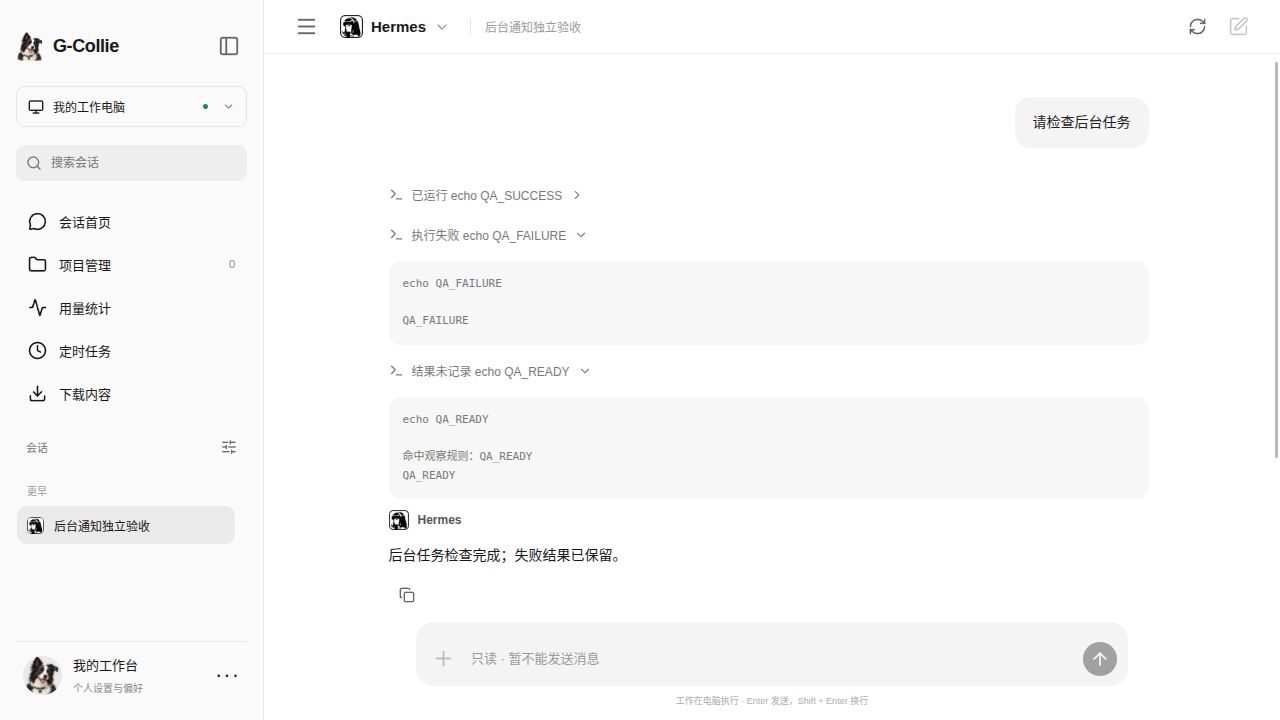 G-Collie
我的工作电脑
搜索会话
会话首页
项目管理 0
用量统计
定时任务
下载内容
会话
更早
后台通知独立验收
我的工作台
个人设置与偏好
Hermes
后台通知独立验收
请检查后台任务
已运行 echo QA_SUCCESS
执行失败 echo QA_FAILURE
echo QA_FAILURE
QA_FAILURE
结果未记录 echo QA_READY
echo QA_READY
命中观察规则：QA_READY
QA_READY
Hermes
后台任务检查完成；失败结果已保留。
只读 · 暂不能发送消息
工作在电脑执行 · Enter 发送，Shift + Enter 换行